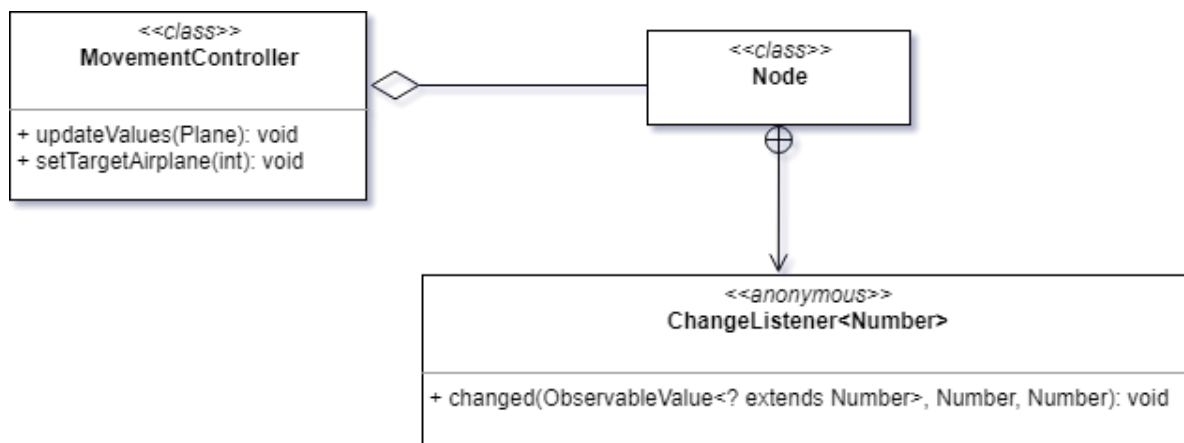 <<class>>
MovementController
+ updateValues(Plane): void
+ setTargetAirplane(int): void
<<class>>
Node
<<anonymous>>
ChangeListener<Number>
+ changed(ObservableValue<? extends Number>, Number, Number): void